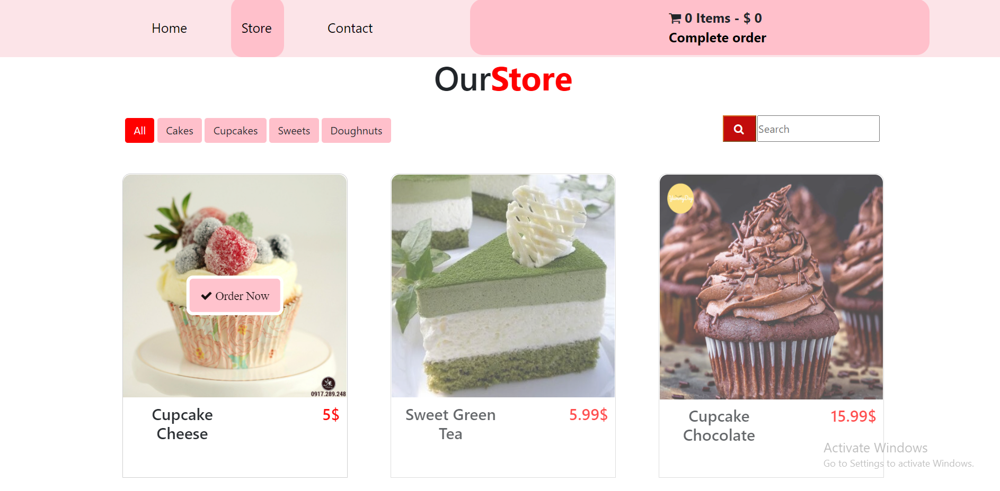 Home
Store
Contact
0 Items - $ 0
Complete order
OurStore
All
Cakes
Cupcakes
Sweets
Doughnuts
Search
YummyDay
Order Now
0917.289.248
Cupcake
Cheese
5$
Sweet Green
Tea
5.99$
Cupcake
Chocolate
15.99$
Activate Windows
Go to Settings to activate Windows.